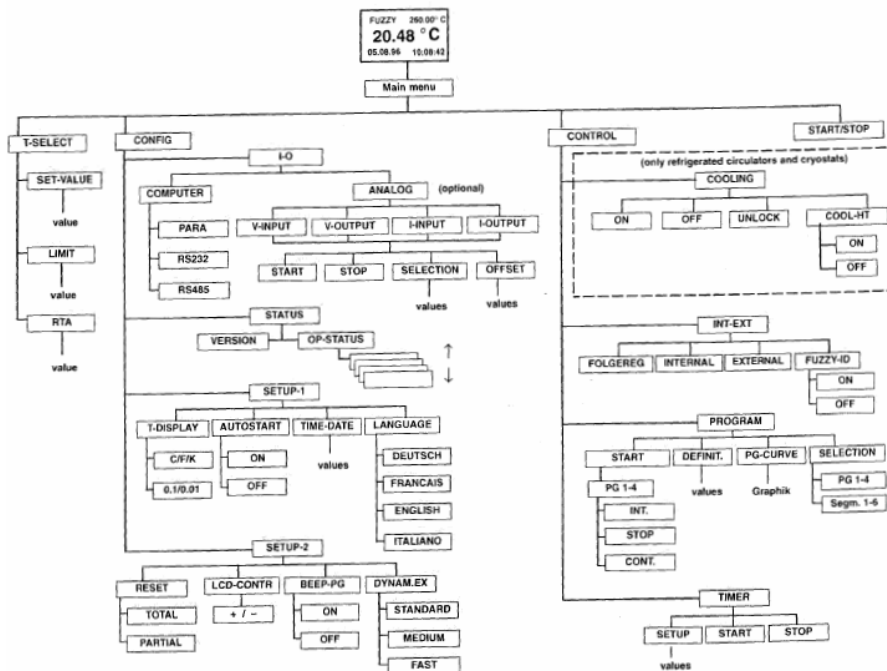 FUZZY 260.00° C
20.48 °C
05.08.96 10:08:42
Main menu
T-SELECT
CONFIG
CONTROL
START/STOP
SET-VALUE
value
LIMIT
value
RTA
value
I-O
COMPUTER
ANALOG (optional)
PARA
RS232
RS485
V-INPUT V-OUTPUT I-INPUT I-OUTPUT
START STOP SELECTION OFFSET
values values
STATUS
VERSION OP-STATUS
SETUP-1
T-DISPLAY AUTOSTART TIME-DATE LANGUAGE
C/F/K
0.1/0.01
ON
OFF
values
DEUTSCH
FRANCAIS
ENGLISH
ITALIANO
SETUP-2
RESET LCD-CONTR BEEP-PG DYNAM.EX
TOTAL
PARTIAL
+ / −
ON
OFF
STANDARD
MEDIUM
FAST
(only refrigerated circulators and cryostats)
COOLING
ON OFF UNLOCK COOL-HT
ON
OFF
INT-EXT
FOLGEREG INTERNAL EXTERNAL FUZZY-ID
ON
OFF
PROGRAM
START DEFINIT. PG-CURVE SELECTION
PG 1-4
INT.
STOP
CONT.
values
Graphik
PG 1-4
Segm. 1-6
TIMER
SETUP START STOP
values